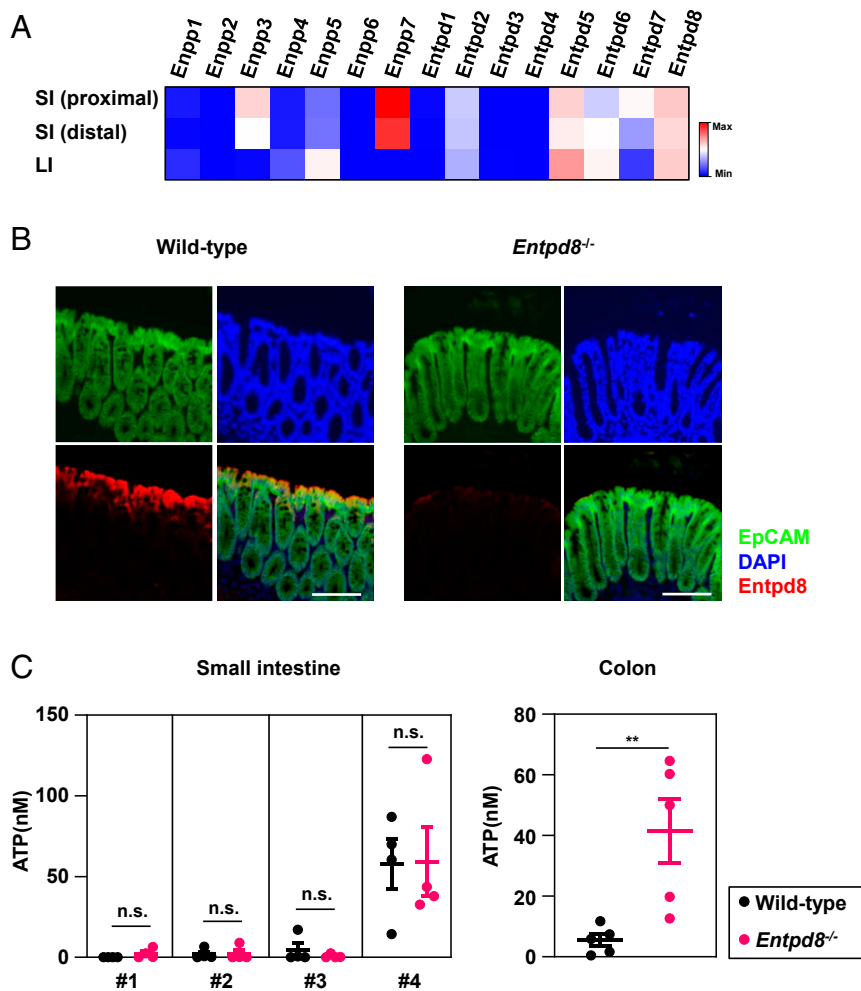 A
Enpp1 Enpp2 Enpp3 Enpp4 Enpp5 Enpp6 Enpp7 Entpd1 Entpd2 Entpd3 Entpd4 Entpd5 Entpd6 Entpd7 Entpd8
SI (proximal)
SI (distal)
LI
Max
Min
B
Wild-type
Entpd8-/-
EpCAM
DAPI
Entpd8
C
Small intestine
Colon
ATP(nM)
150
100
50
0
n.s.
n.s.
n.s.
n.s.
#1 #2 #3 #4
ATP(nM)
80
60
40
20
0
**
Wild-type
Entpd8-/-